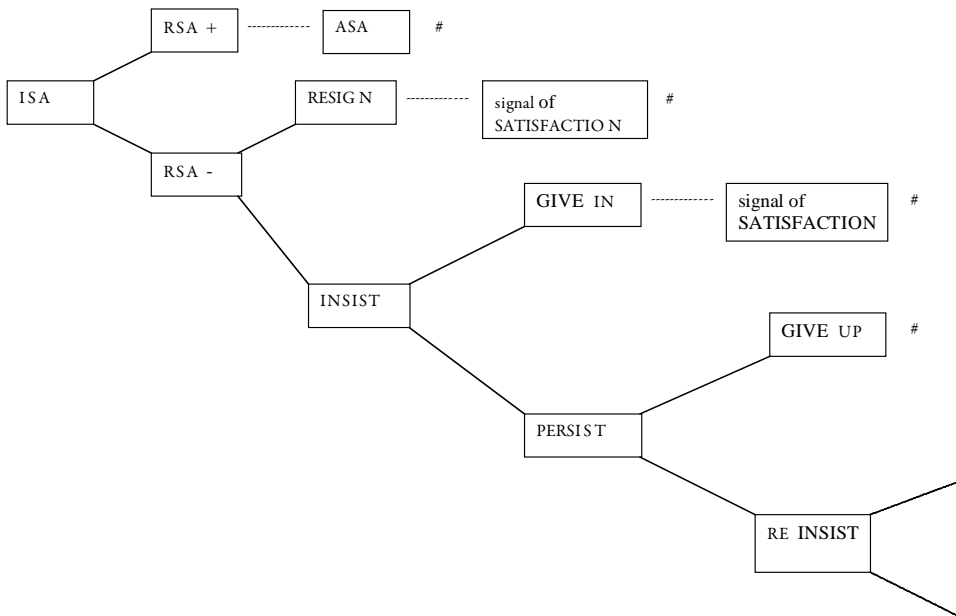 RSA +
ASA
#
ISA
RESIGN
signal of
SATISFACTION
#
RSA -
GIVE IN
signal of
SATISFACTION
#
INSIST
GIVE UP
#
PERSIST
RE INSIST